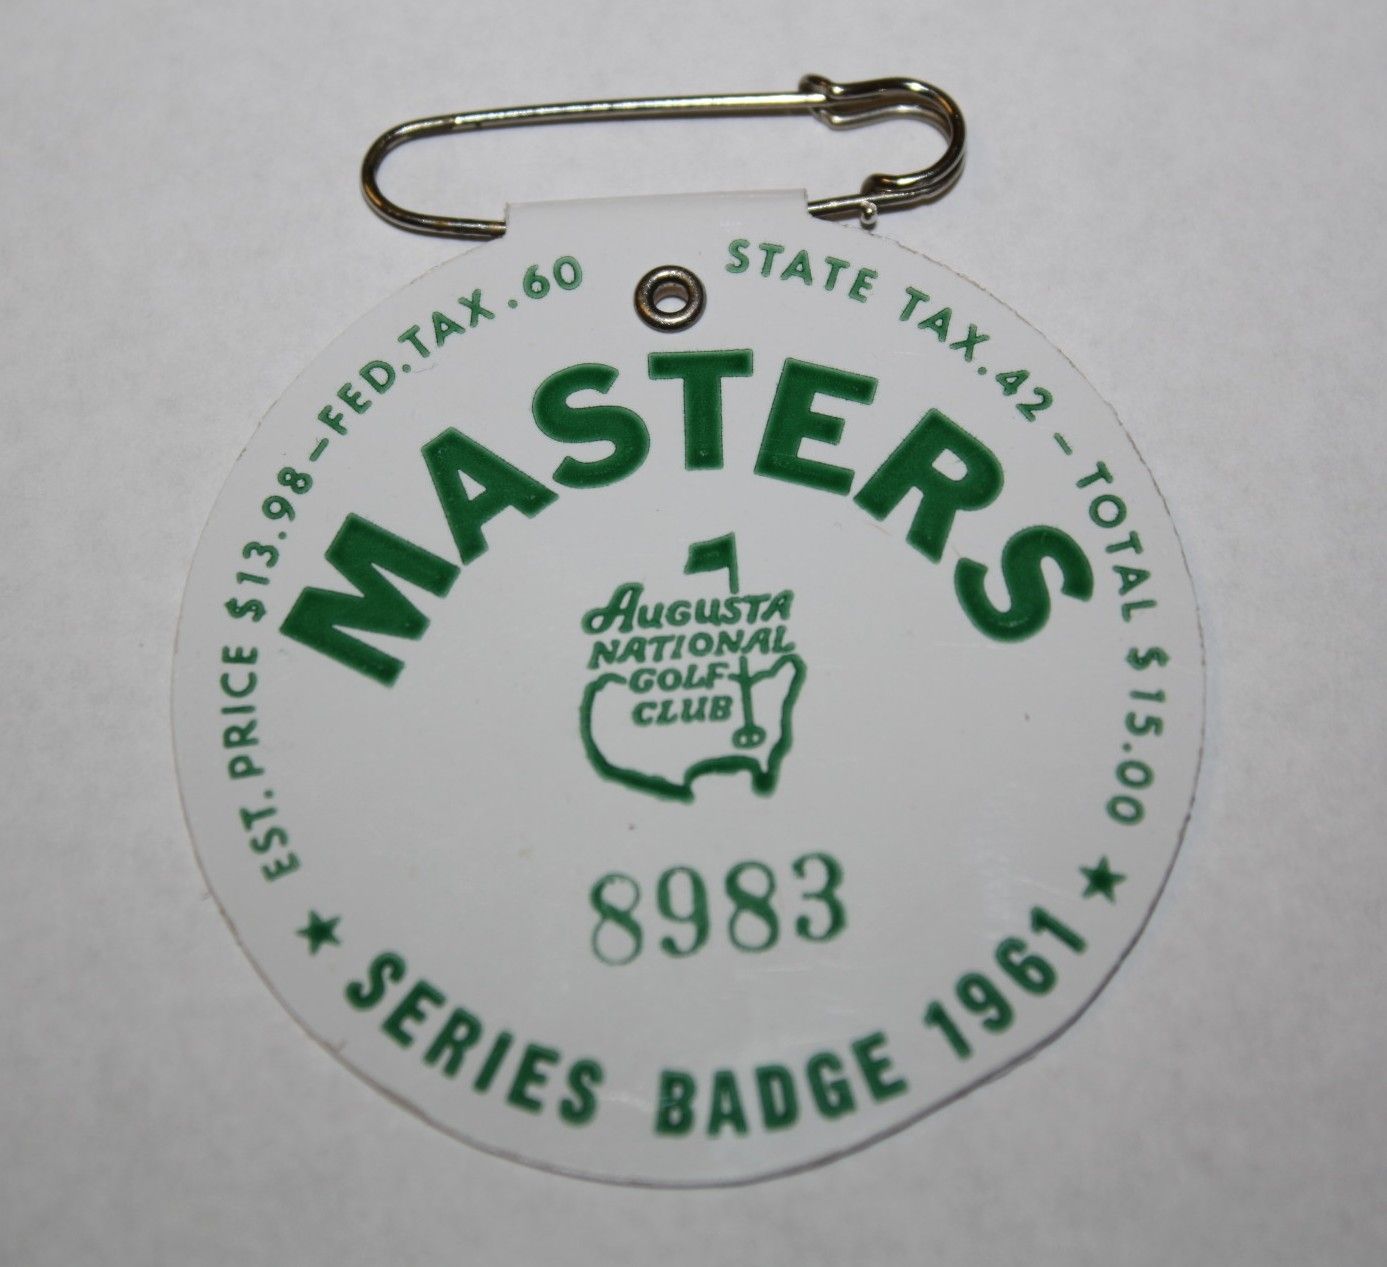 EST. PRICE $13.98–FED.TAX.60 STATE TAX.42–TOTAL $15.00
MASTERS
AUGUSTA
NATIONAL
GOLF
CLUB
8983
★ SERIES BADGE 1961 ★